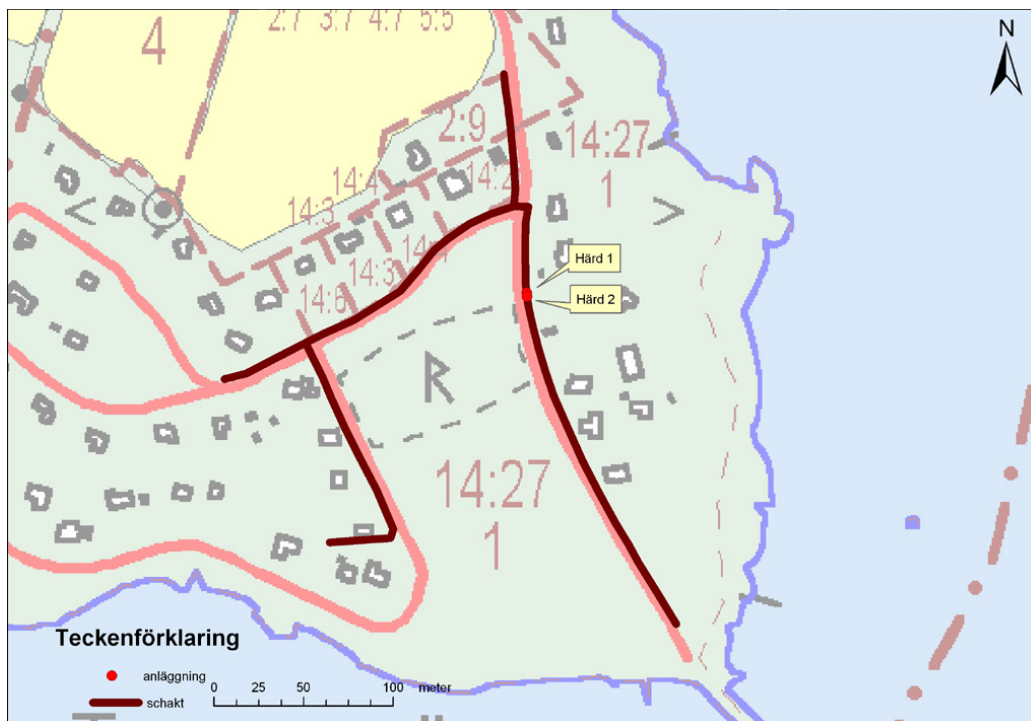 2:7 3:7 4:7 5:5
4
N
2:9
14:27
1
14:4
14:2
14:3
14:1
14:3
14:6
Härd 1
Härd 2
R
14:27
1
Teckenförklaring
anläggning
schakt
0 25 50 100 meter